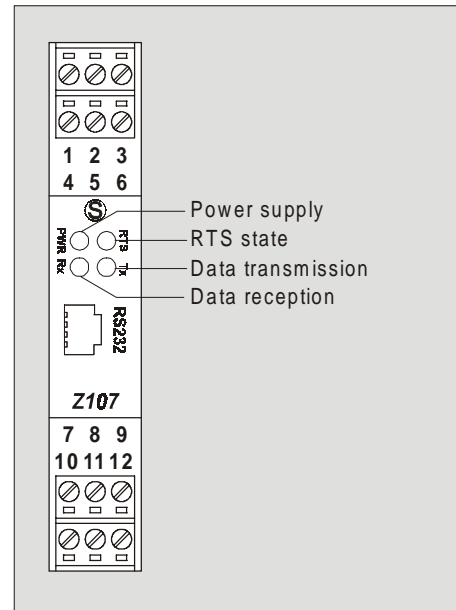 1 2 3
4 5 6
S
PWR RTS
Rx Tx
Power supply
RTS state
Data transmission
Data reception
RS232
Z107
7 8 9
10 11 12